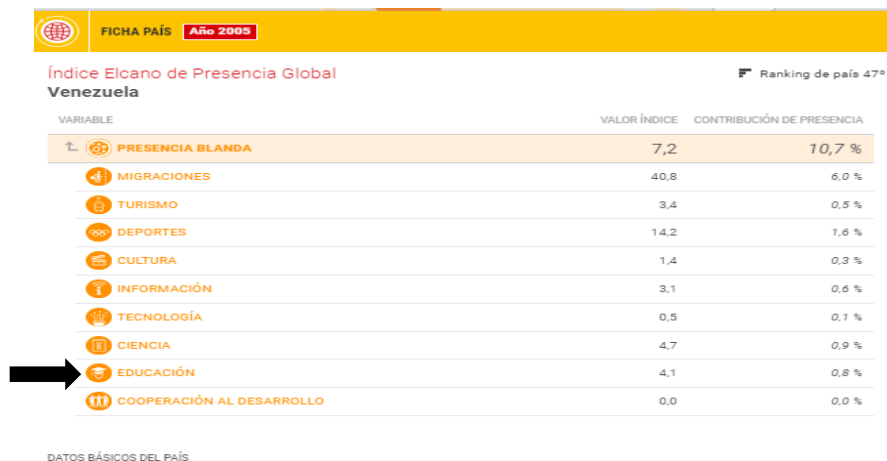 FICHA PAÍS Año 2005
Índice Elcano de Presencia Global
Ranking de país 47º
Venezuela
VARIABLE VALOR ÍNDICE CONTRIBUCIÓN DE PRESENCIA
PRESENCIA BLANDA 7,2 10,7 %
MIGRACIONES 40,8 6,0 %
TURISMO 3,4 0,5 %
DEPORTES 14,2 1,6 %
CULTURA 1,4 0,3 %
INFORMACIÓN 3,1 0,6 %
TECNOLOGÍA 0,5 0,1 %
CIENCIA 4,7 0,9 %
EDUCACIÓN 4,1 0,8 %
COOPERACIÓN AL DESARROLLO 0,0 0,0 %
DATOS BÁSICOS DEL PAÍS